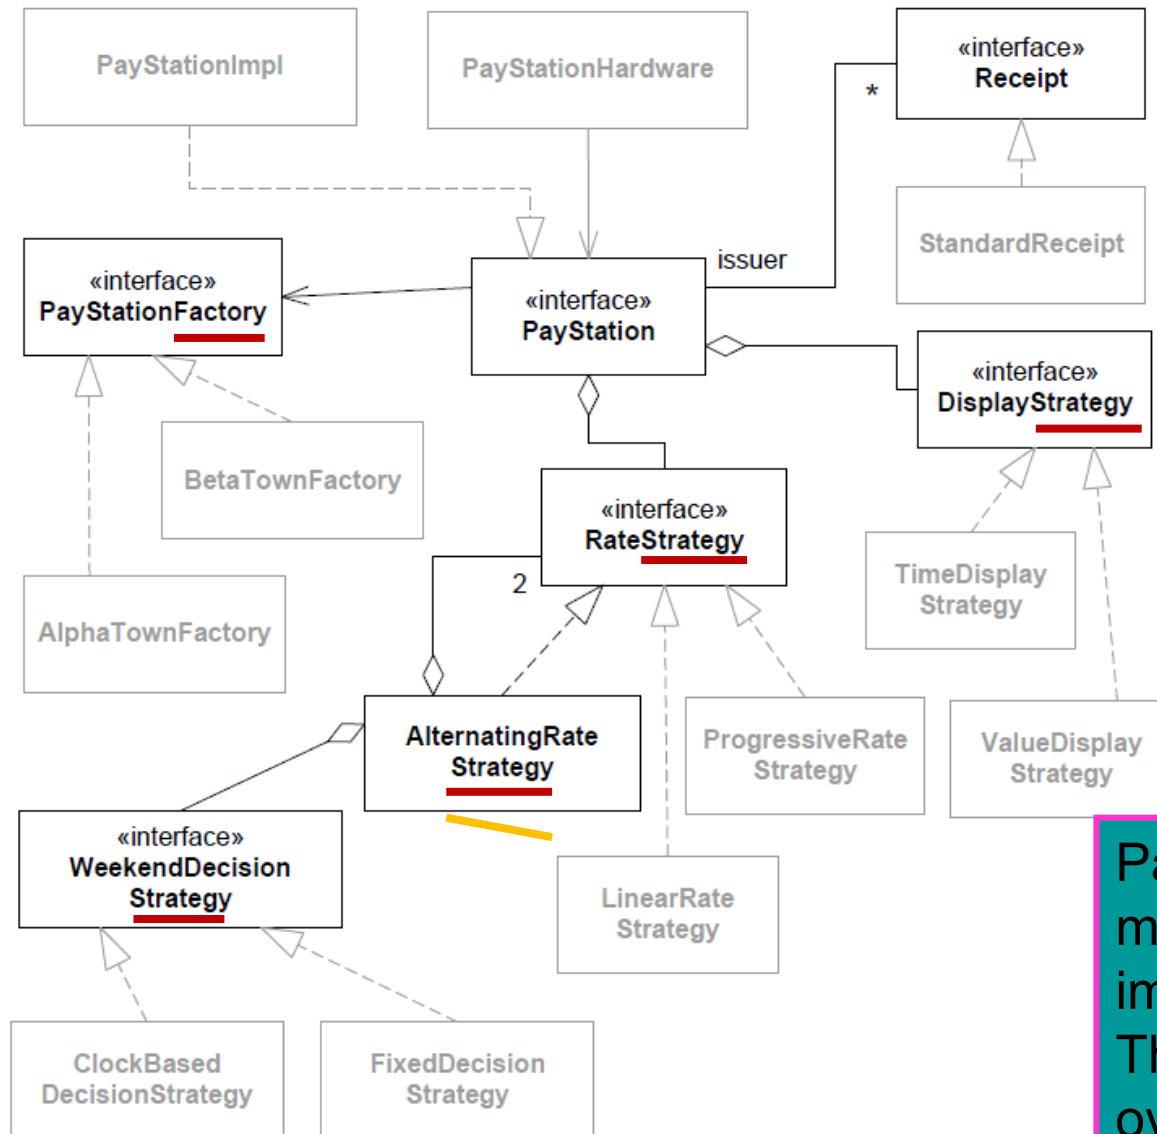 PayStationImpl
PayStationHardware
«interface»
Receipt
*
StandardReceipt
issuer
«interface»
PayStationFactory
«interface»
PayStation
«interface»
DisplayStrategy
BetaTownFactory
«interface»
RateStrategy
2
TimeDisplay
Strategy
AlphaTownFactory
AlternatingRate
Strategy
ProgressiveRate
Strategy
ValueDisplay
Strategy
«interface»
WeekendDecision
Strategy
LinearRate
Strategy
ClockBased
DecisionStrategy
FixedDecision
Strategy